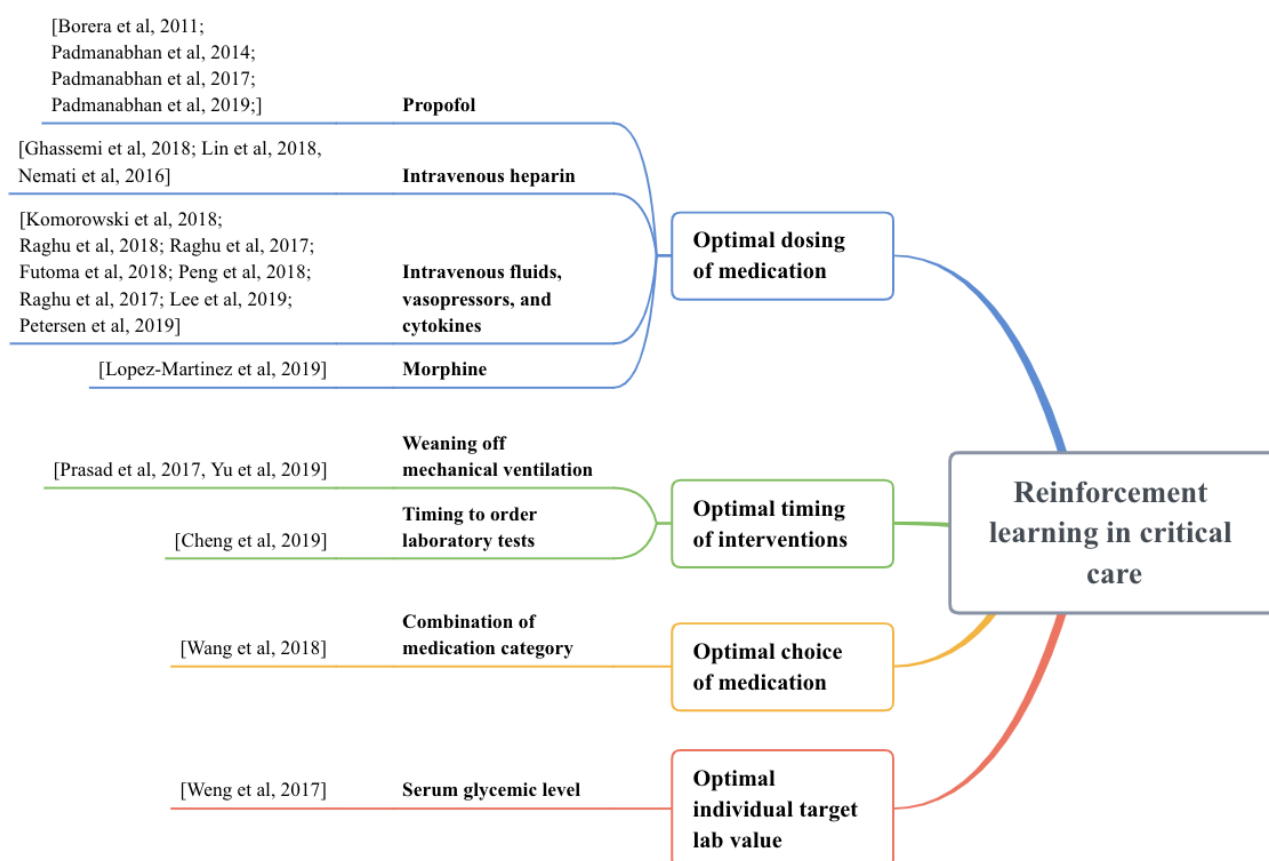 [Borera et al, 2011;
Padmanabhan et al, 2014;
Padmanabhan et al, 2017;
Padmanabhan et al, 2019;]
Propofol
[Ghassemi et al, 2018; Lin et al, 2018,
Nemati et al, 2016]
Intravenous heparin
[Komorowski et al, 2018;
Raghu et al, 2018; Raghu et al, 2017;
Futoma et al, 2018; Peng et al, 2018;
Raghu et al, 2017; Lee et al, 2019;
Petersen et al, 2019]
Intravenous fluids,
vasopressors, and
cytokines
[Lopez-Martinez et al, 2019]
Morphine
Optimal dosing
of medication
[Prasad et al, 2017, Yu et al, 2019]
Weaning off
mechanical ventilation
[Cheng et al, 2019]
Timing to order
laboratory tests
Optimal timing
of interventions
[Wang et al, 2018]
Combination of
medication category
Optimal choice
of medication
[Weng et al, 2017]
Serum glycemic level
Optimal
individual target
lab value
Reinforcement
learning in critical
care